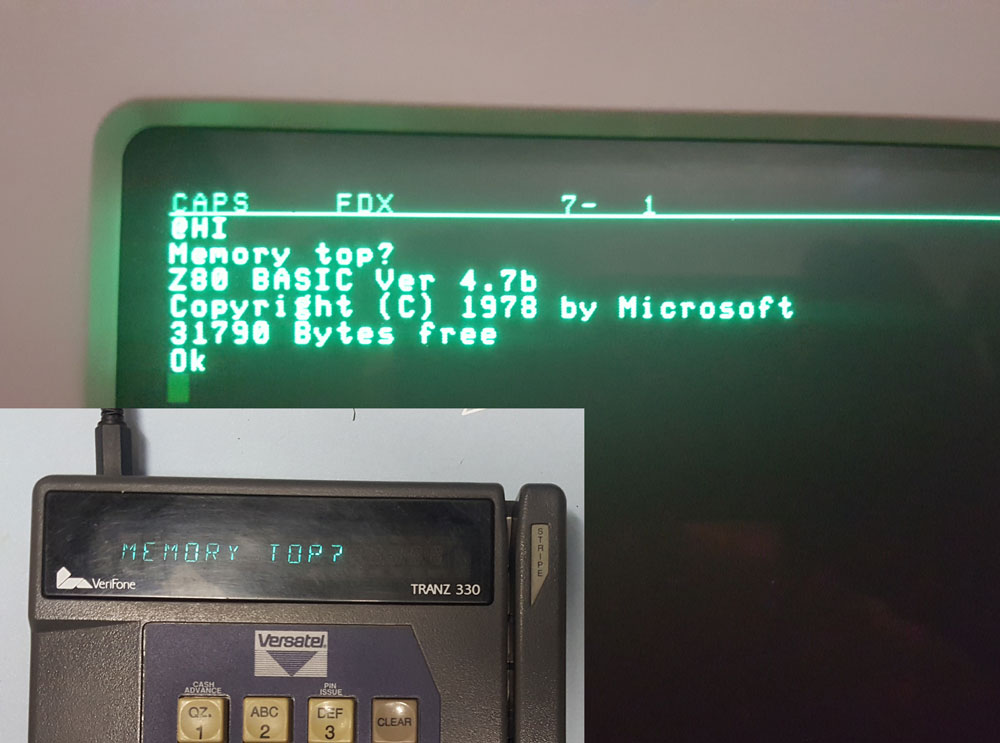 CAPS FDX 7- 1
@HI
Memory top?
Z80 BASIC Ver 4.7b
Copyright (C) 1978 by Microsoft
31790 Bytes free
Ok
MEMORY TOP?
STRIPE
VeriFone
TRANZ 330
Versatel
CASH ADVANCE
PIN ISSUE
QZ. 1
ABC 2
DEF 3
CLEAR